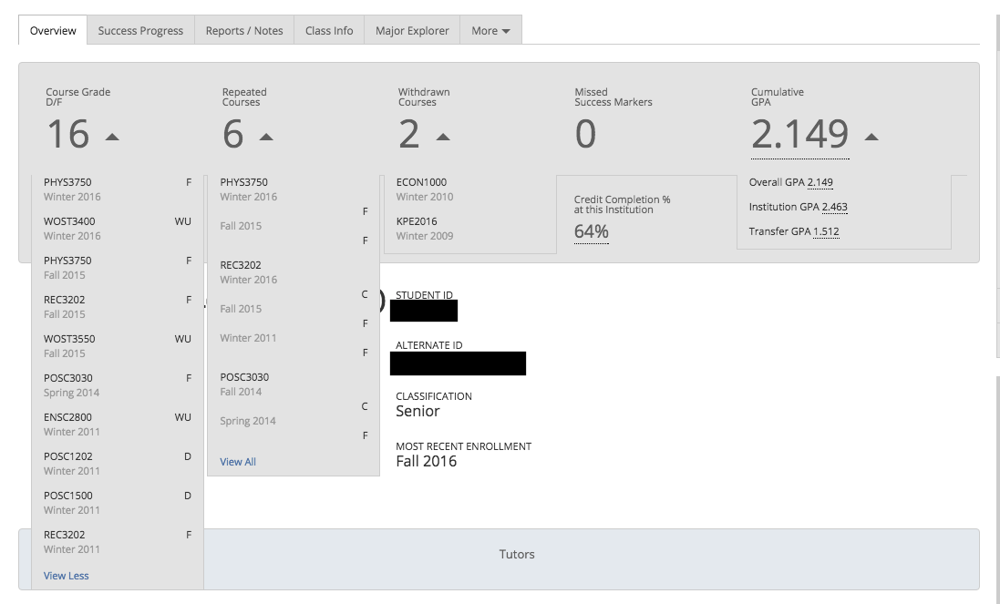 Overview
Success Progress
Reports / Notes
Class Info
Major Explorer
More
Course Grade
D/F
16
Repeated
Courses
6
Withdrawn
Courses
2
Missed
Success Markers
0
Cumulative
GPA
2.149
PHYS3750 F
Winter 2016
WOST3400 WU
Winter 2016
PHYS3750 F
Fall 2015
REC3202 F
Fall 2015
WOST3550 WU
Fall 2015
POSC3030 F
Spring 2014
ENSC2800 WU
Winter 2011
POSC1202 D
Winter 2011
POSC1500 D
Winter 2011
REC3202 F
Winter 2011
View Less
PHYS3750
Winter 2016
F
Fall 2015
F
REC3202
Winter 2016
C
Fall 2015
F
Winter 2011
F
POSC3030
Fall 2014
C
Spring 2014
F
View All
ECON1000
Winter 2010
KPE2016
Winter 2009
Credit Completion %
at this Institution
64%
Overall GPA 2.149
Institution GPA 2.463
Transfer GPA 1.512
STUDENT ID
ALTERNATE ID
CLASSIFICATION
Senior
MOST RECENT ENROLLMENT
Fall 2016
Tutors